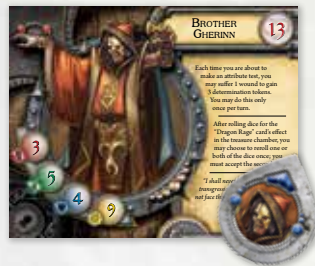 BROTHER
GHERINN
13
Each time you are about to
make an attribute test, you
may suffer 1 wound to gain
3 determination tokens.
You may do this only
once per turn.
After rolling dice for the
"Dragon Rage" card's effect
in the treasure chamber, you
may choose to reroll one or
both of the dice once; you
must accept the
"I shall
not face
3
5
4
9